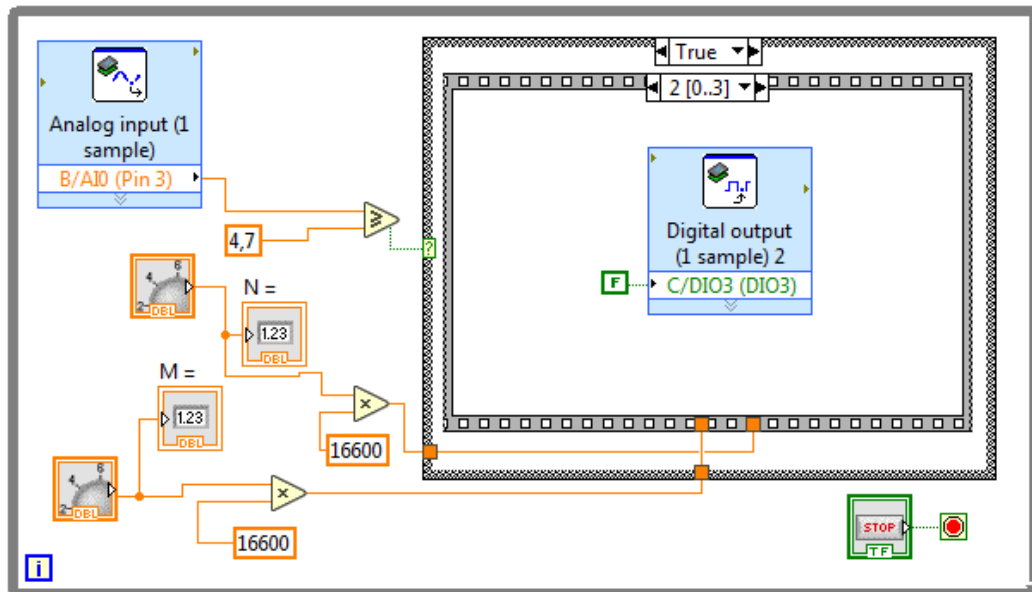 True
2 [0..3]
Analog input (1
sample)
B/AI0 (Pin 3)
4,7
?
Digital output
(1 sample) 2
F
C/DIO3 (DIO3)
2
4
6
DBL
N =
1.23
DBL
M =
1.23
DBL
16600
2
4
6
DBL
16600
STOP
TF
i